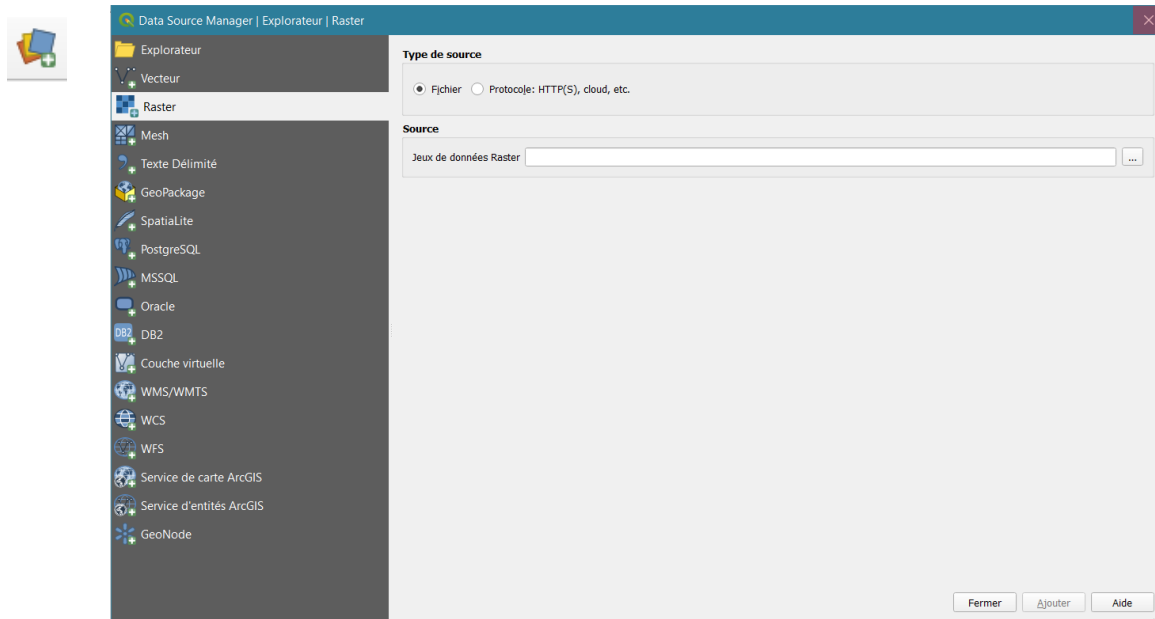 Data Source Manager | Explorateur | Raster
Explorateur
Vecteur
Raster
Mesh
Texte Délimité
GeoPackage
SpatiaLite
PostgreSQL
MSSQL
Oracle
DB2
DB2
Couche virtuelle
WMS/WMTS
WCS
WFS
Service de carte ArcGIS
Service d'entités ArcGIS
GeoNode
Type de source
Fichier Protocole: HTTP(S), cloud, etc.
Source
Jeux de données Raster ...
Fermer Ajouter Aide